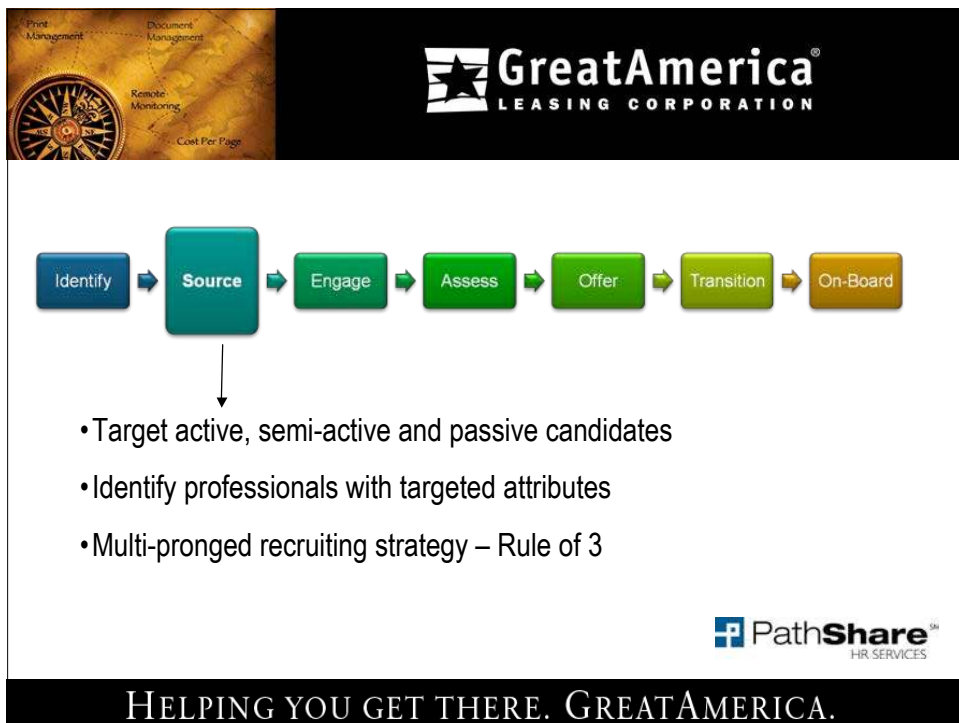 Print
Management
Document
Management
Remote
Monitoring
Cost Per Page
GreatAmerica®
LEASING CORPORATION
Identify
Source
Engage
Assess
Offer
Transition
On-Board
•Target active, semi-active and passive candidates
•Identify professionals with targeted attributes
•Multi-pronged recruiting strategy – Rule of 3
PathShare℠
HR SERVICES
HELPING YOU GET THERE. GREATAMERICA.